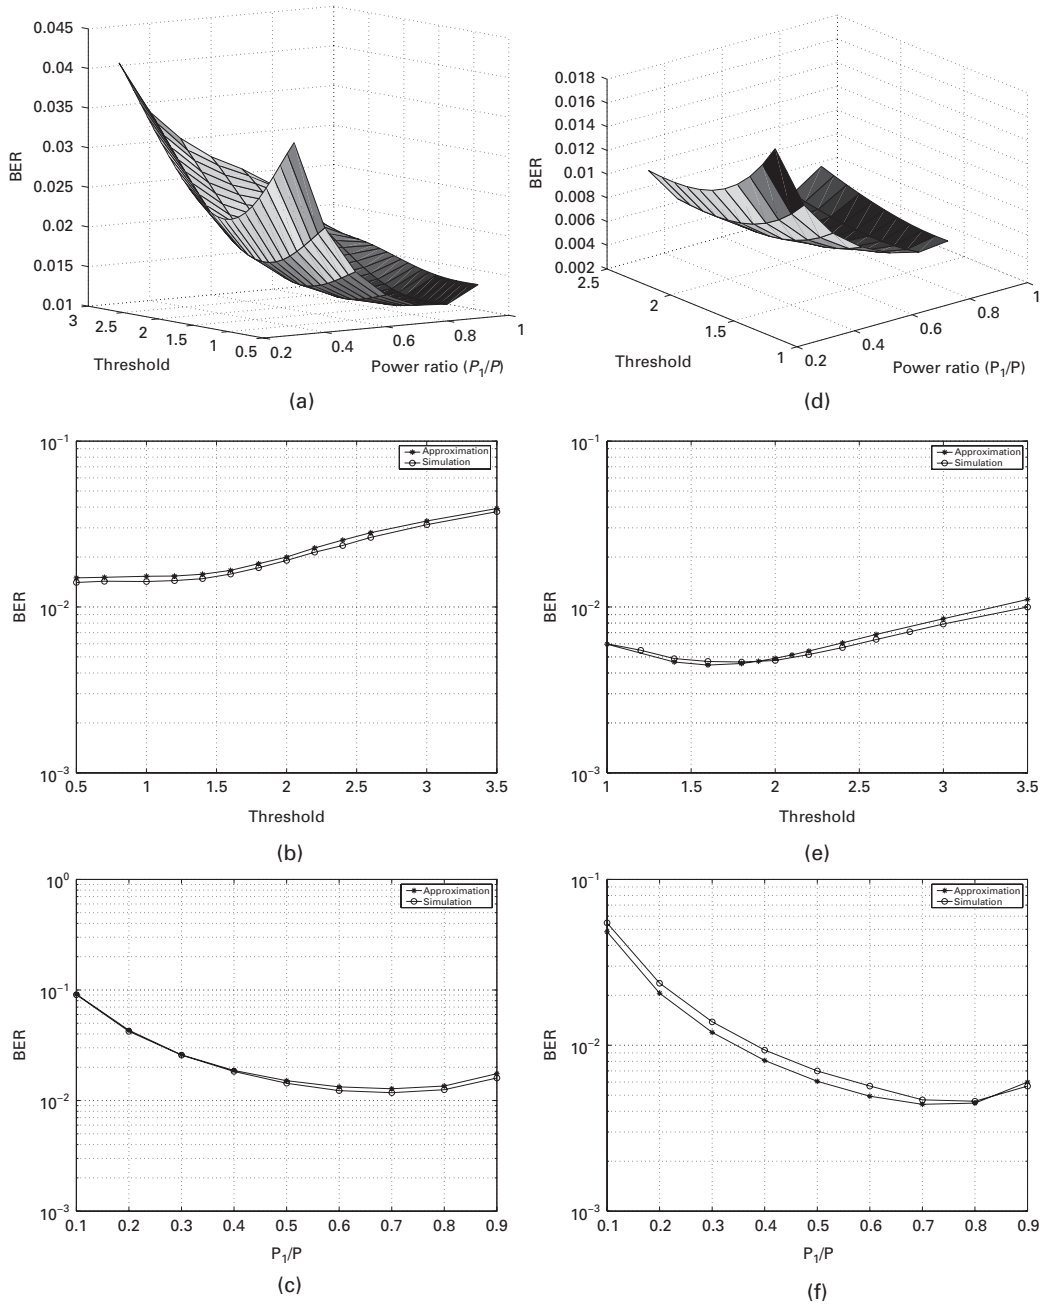 0.045
0.04
0.035
0.03
0.025
0.02
0.015
0.01
BER
3
2.5
2
1.5
1
0.5
Threshold
0.2
0.4
0.6
0.8
1
Power ratio (P1/P)
(a)
0.018
0.016
0.014
0.012
0.01
0.008
0.006
0.004
0.002
BER
2.5
2
1.5
1
Threshold
0.2
0.4
0.6
0.8
1
Power ratio (P1/P)
(d)
10−1
10−2
10−3
BER
Approximation
Simulation
0.5 1 1.5 2 2.5 3 3.5
Threshold
(b)
10−1
10−2
10−3
BER
Approximation
Simulation
1 1.5 2 2.5 3 3.5
Threshold
(e)
100
10−1
10−2
10−3
BER
Approximation
Simulation
0.1 0.2 0.3 0.4 0.5 0.6 0.7 0.8 0.9
P1/P
(c)
10−1
10−2
10−3
BER
Approximation
Simulation
0.1 0.2 0.3 0.4 0.5 0.6 0.7 0.8 0.9
P1/P
(f)